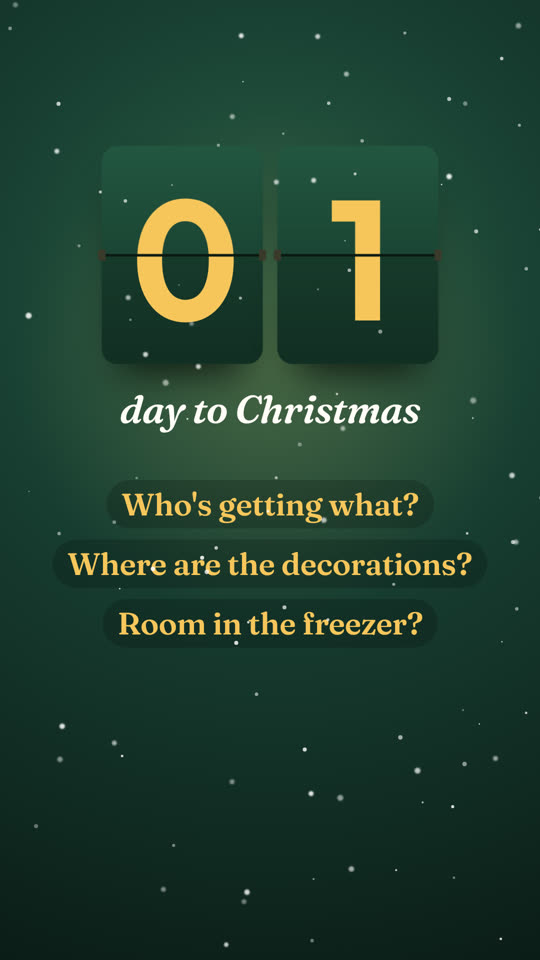 01
day to Christmas
Who's getting what?
Where are the decorations?
Room in the freezer?